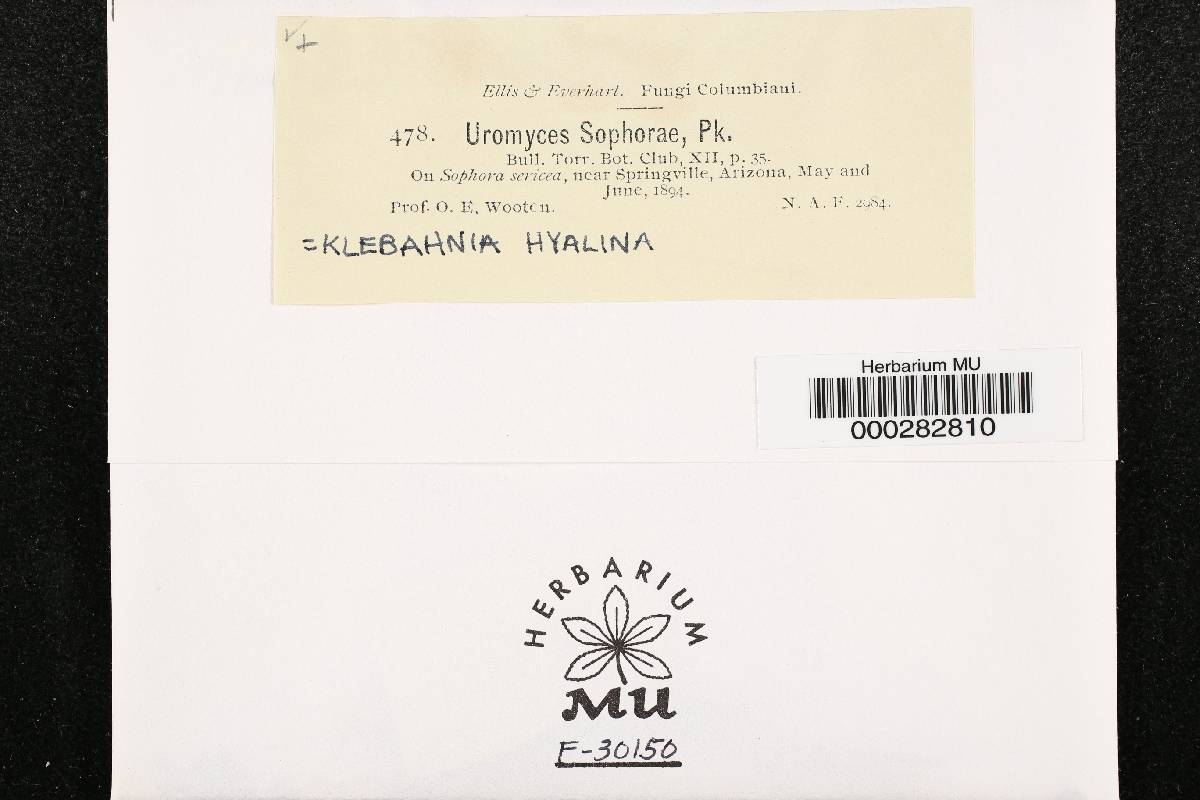 Ellis & Everhart. Fungi Columbiani.
478. Uromyces Sophorae, Pk.
Bull. Torr. Bot. Club, XII, p. 35.
On Sophora sericea, near Springville, Arizona, May and
June, 1894.
Prof. O. E. Wooten. N. A. F. 2984.
=KLEBAHNIA HYALINA
Herbarium MU
000282810
HERBARIUM
MU
F-30150